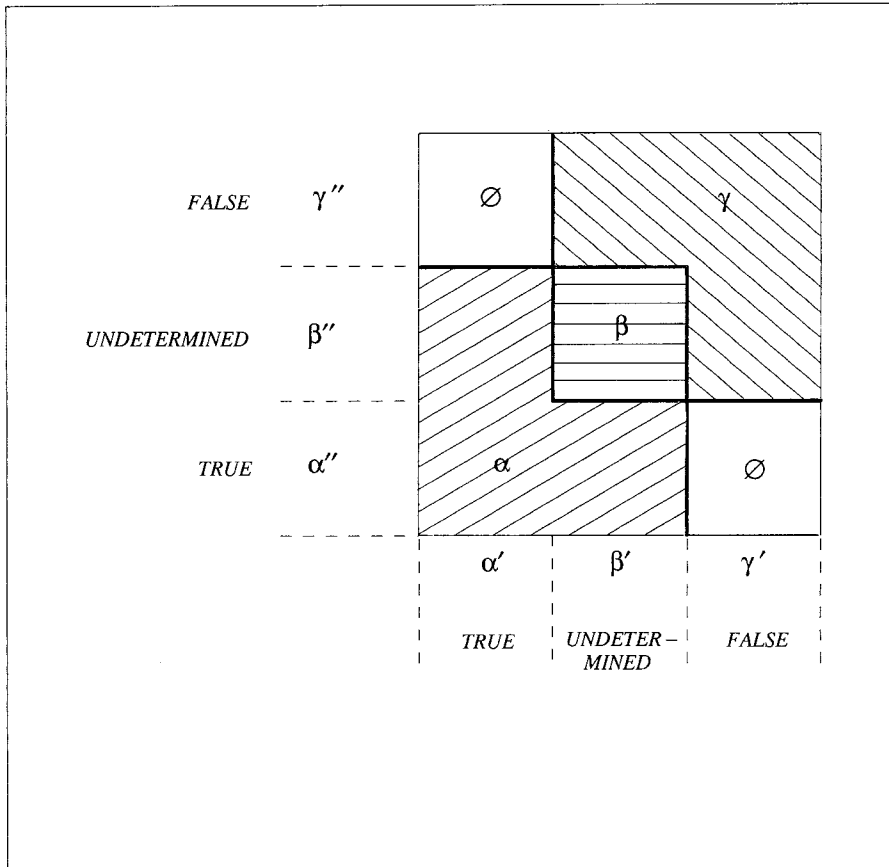 FALSE γ″ ∅ γ
UNDETERMINED β″ β
TRUE α″ α ∅
α′ β′ γ′
TRUE UNDETER – FALSE
MINED